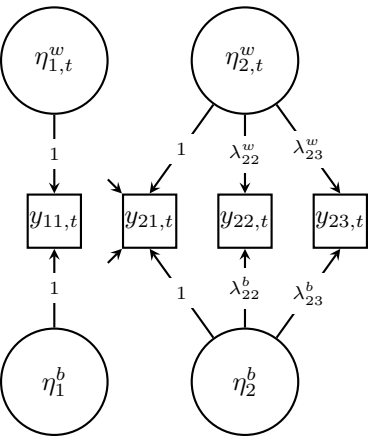 η^w_{1,t} η^w_{2,t}
1 1 λ^w_{22} λ^w_{23}
y_{11,t} y_{21,t} y_{22,t} y_{23,t}
1 1 λ^b_{22} λ^b_{23}
η^b_1 η^b_2